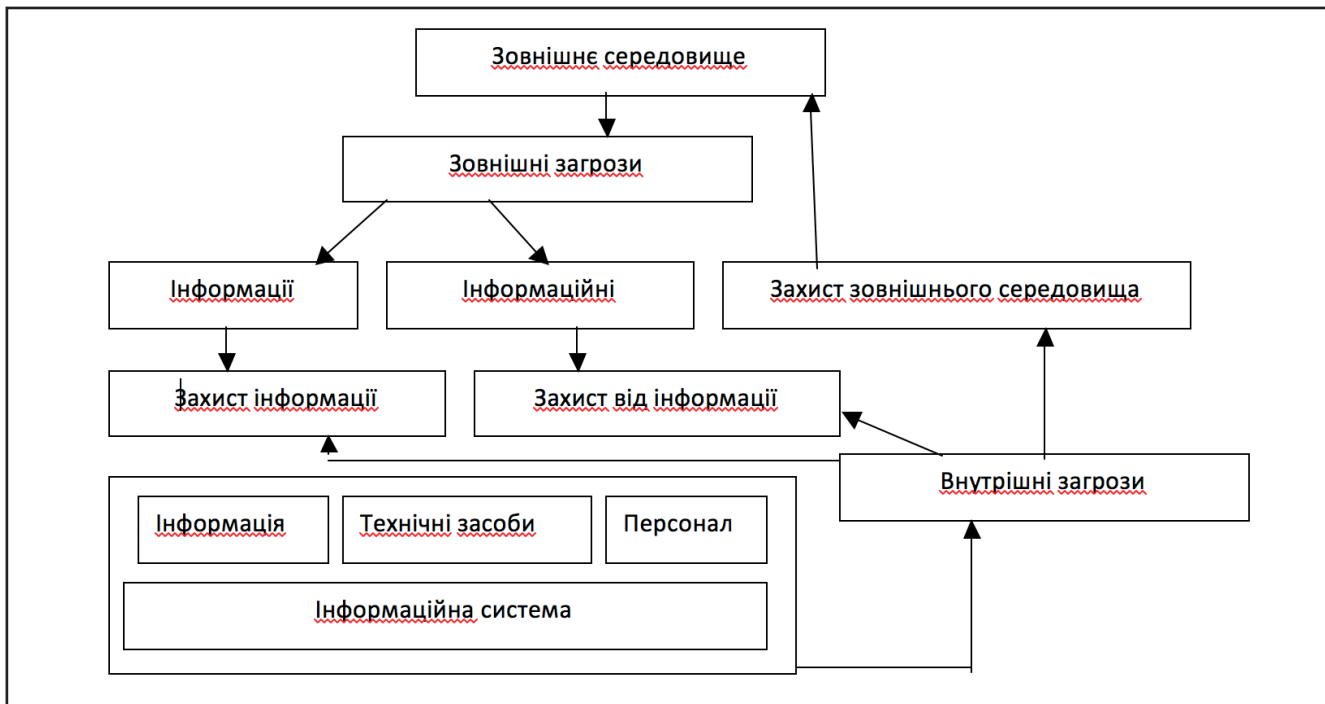 Зовнішнє середовище
Зовнішні загрози
Інформації
Інформаційні
Захист зовнішнього середовища
Захист інформації
Захист від інформації
Внутрішні загрози
Інформація
Технічні засоби
Персонал
Інформаційна система